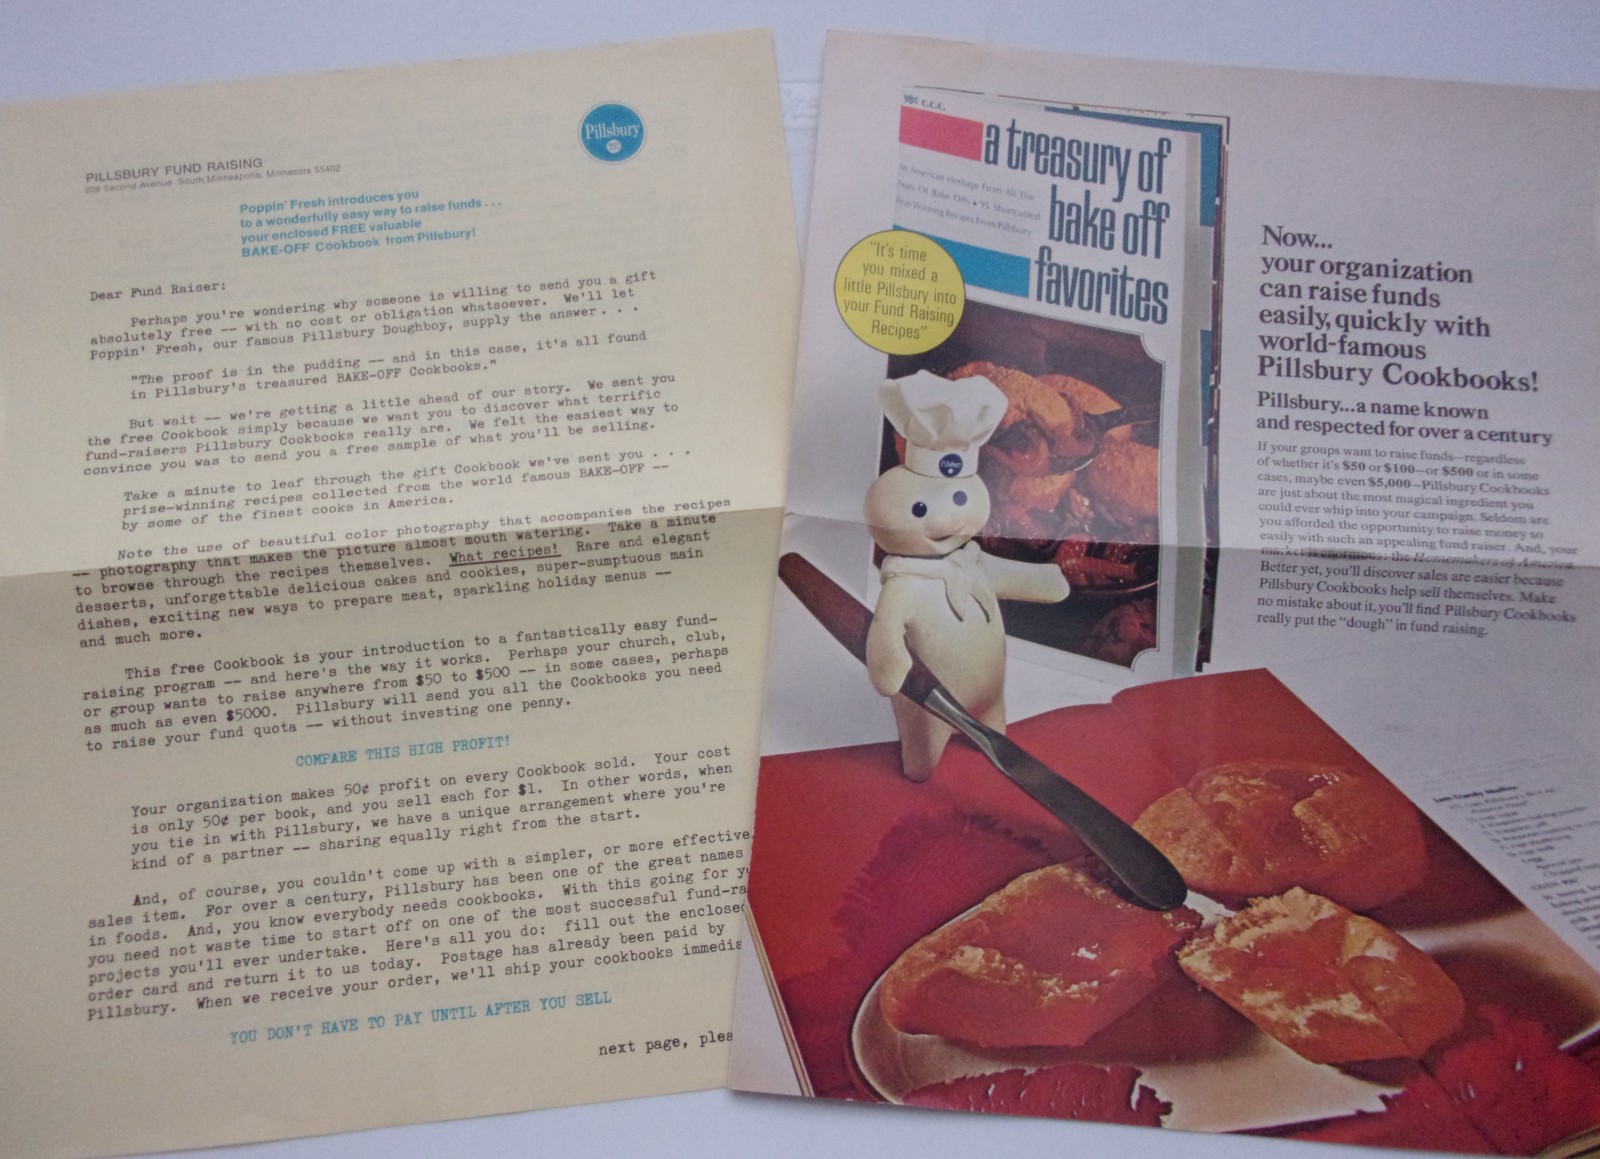 Pillsbury
PILLSBURY FUND RAISING
608 Second Avenue South, Minneapolis, Minnesota 55402
Poppin' Fresh introduces you
to a wonderfully easy way to raise funds . . .
your enclosed FREE valuable
BAKE-OFF Cookbook from Pillsbury!
Dear Fund Raiser:
Perhaps you're wondering why someone is willing to send you a gift
absolutely free -- with no cost or obligation whatsoever. We'll let
Poppin' Fresh, our famous Pillsbury Doughboy, supply the answer . . .
"The proof is in the pudding -- and in this case, it's all found
in Pillsbury's treasured BAKE-OFF Cookbooks."
But wait -- we're getting a little ahead of our story. We sent you
the free Cookbook simply because we want you to discover what terrific
fund-raisers Pillsbury Cookbooks really are. We felt the easiest way to
convince you was to send you a free sample of what you'll be selling.
Take a minute to leaf through the gift Cookbook we've sent you . . .
prize-winning recipes collected from the world famous BAKE-OFF --
by some of the finest cooks in America.
Note the use of beautiful color photography that accompanies the recipes
-- photography that makes the picture almost mouth watering. Take a minute
to browse through the recipes themselves. What recipes! Rare and elegant
desserts, unforgettable delicious cakes and cookies, super-sumptuous main
dishes, exciting new ways to prepare meat, sparkling holiday menus --
and much more.
This free Cookbook is your introduction to a fantastically easy fund-
raising program -- and here's the way it works. Perhaps your church, club,
or group wants to raise anywhere from $50 to $500 -- in some cases, perhaps
as much as even $5000. Pillsbury will send you all the Cookbooks you need
to raise your fund quota -- without investing one penny.
COMPARE THIS HIGH PROFIT!
Your organization makes 50¢ profit on every Cookbook sold. Your cost
is only 50¢ per book, and you sell each for $1. In other words, when
you tie in with Pillsbury, we have a unique arrangement where you're
kind of a partner -- sharing equally right from the start.
And, of course, you couldn't come up with a simpler, or more effective
sales item. For over a century, Pillsbury has been one of the great names
in foods. And, you know everybody needs cookbooks. With this going for y
you need not waste time to start off on one of the most successful fund-ra
projects you'll ever undertake. Here's all you do: fill out the enclosed
order card and return it to us today. Postage has already been paid by
Pillsbury. When we receive your order, we'll ship your cookbooks immedia
YOU DON'T HAVE TO PAY UNTIL AFTER YOU SELL
next page, plea
98¢ c.c.c.
a treasury of
bake off
favorites
An American Heritage From All The
Years Of Bake Offs • 95 Shortcutted
Prize Winning Recipes From Pillsbury
"It's time
you mixed a
little Pillsbury into
your Fund Raising
Recipes"
Pillsbury
Now...
your organization
can raise funds
easily, quickly with
world-famous
Pillsbury Cookbooks!
Pillsbury...a name known
and respected for over a century
If your groups want to raise funds—regardless
of whether it's $50 or $100—or $500 or in some
cases, maybe even $5,000—Pillsbury Cookbooks
are just about the most magical ingredient you
could ever whip into your campaign. Seldom are
you afforded the opportunity to raise money so
easily with such an appealing fund raiser. And, your
market is enormous: the Homemakers of America.
Better yet, you'll discover sales are easier because
Pillsbury Cookbooks help sell themselves. Make
no mistake about it, you'll find Pillsbury Cookbooks
really put the "dough" in fund raising.